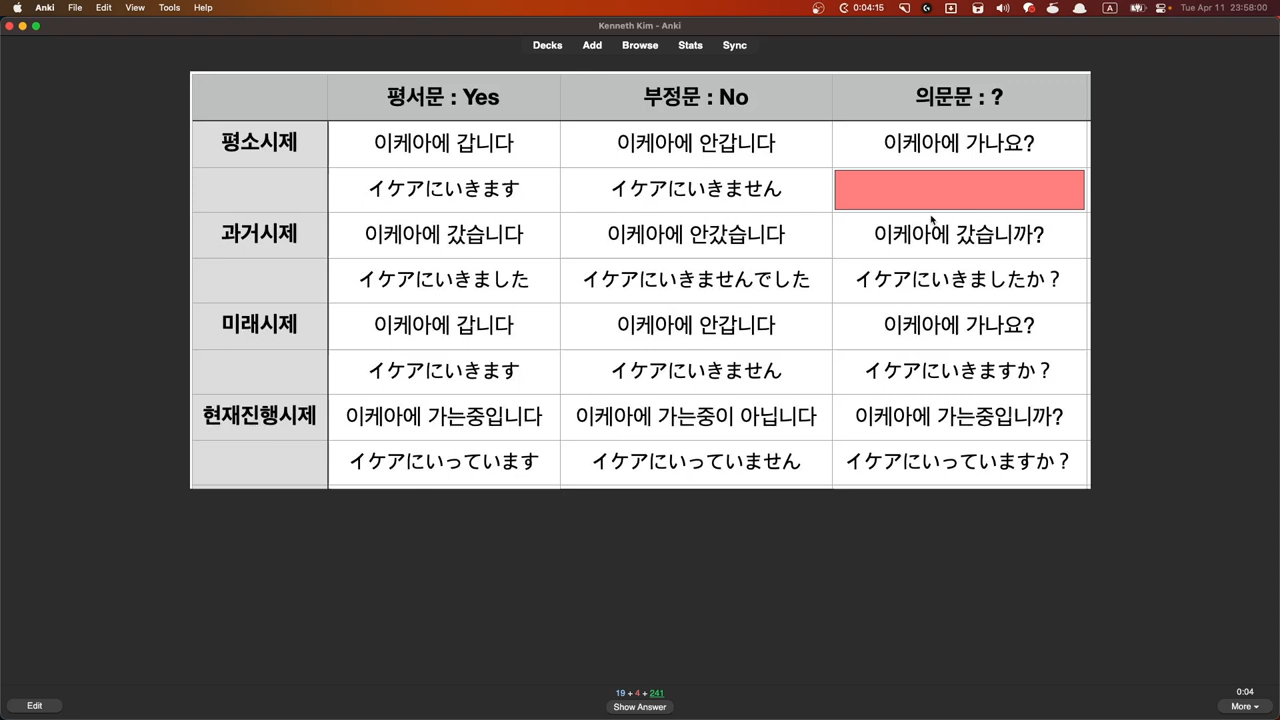 Anki File Edit View Tools Help 0:04:15 A Tue Apr 11 23:58:00
Kenneth Kim - Anki
Decks Add Browse Stats Sync
평서문 : Yes 부정문 : No 의문문 : ?
평소시제 이케아에 갑니다 이케아에 안갑니다 이케아에 가나요?
イケアにいきます イケアにいきません
과거시제 이케아에 갔습니다 이케아에 안갔습니다 이케아에 갔습니까?
イケアにいきました イケアにいきませんでした イケアにいきましたか？
미래시제 이케아에 갑니다 이케아에 안갑니다 이케아에 가나요?
イケアにいきます イケアにいきません イケアにいきますか？
현재진행시제 이케아에 가는중입니다 이케아에 가는중이 아닙니다 이케아에 가는중입니까?
イケアにいっています イケアにいっていません イケアにいっていますか？
19 + 4 + 241 0:04
Edit Show Answer More